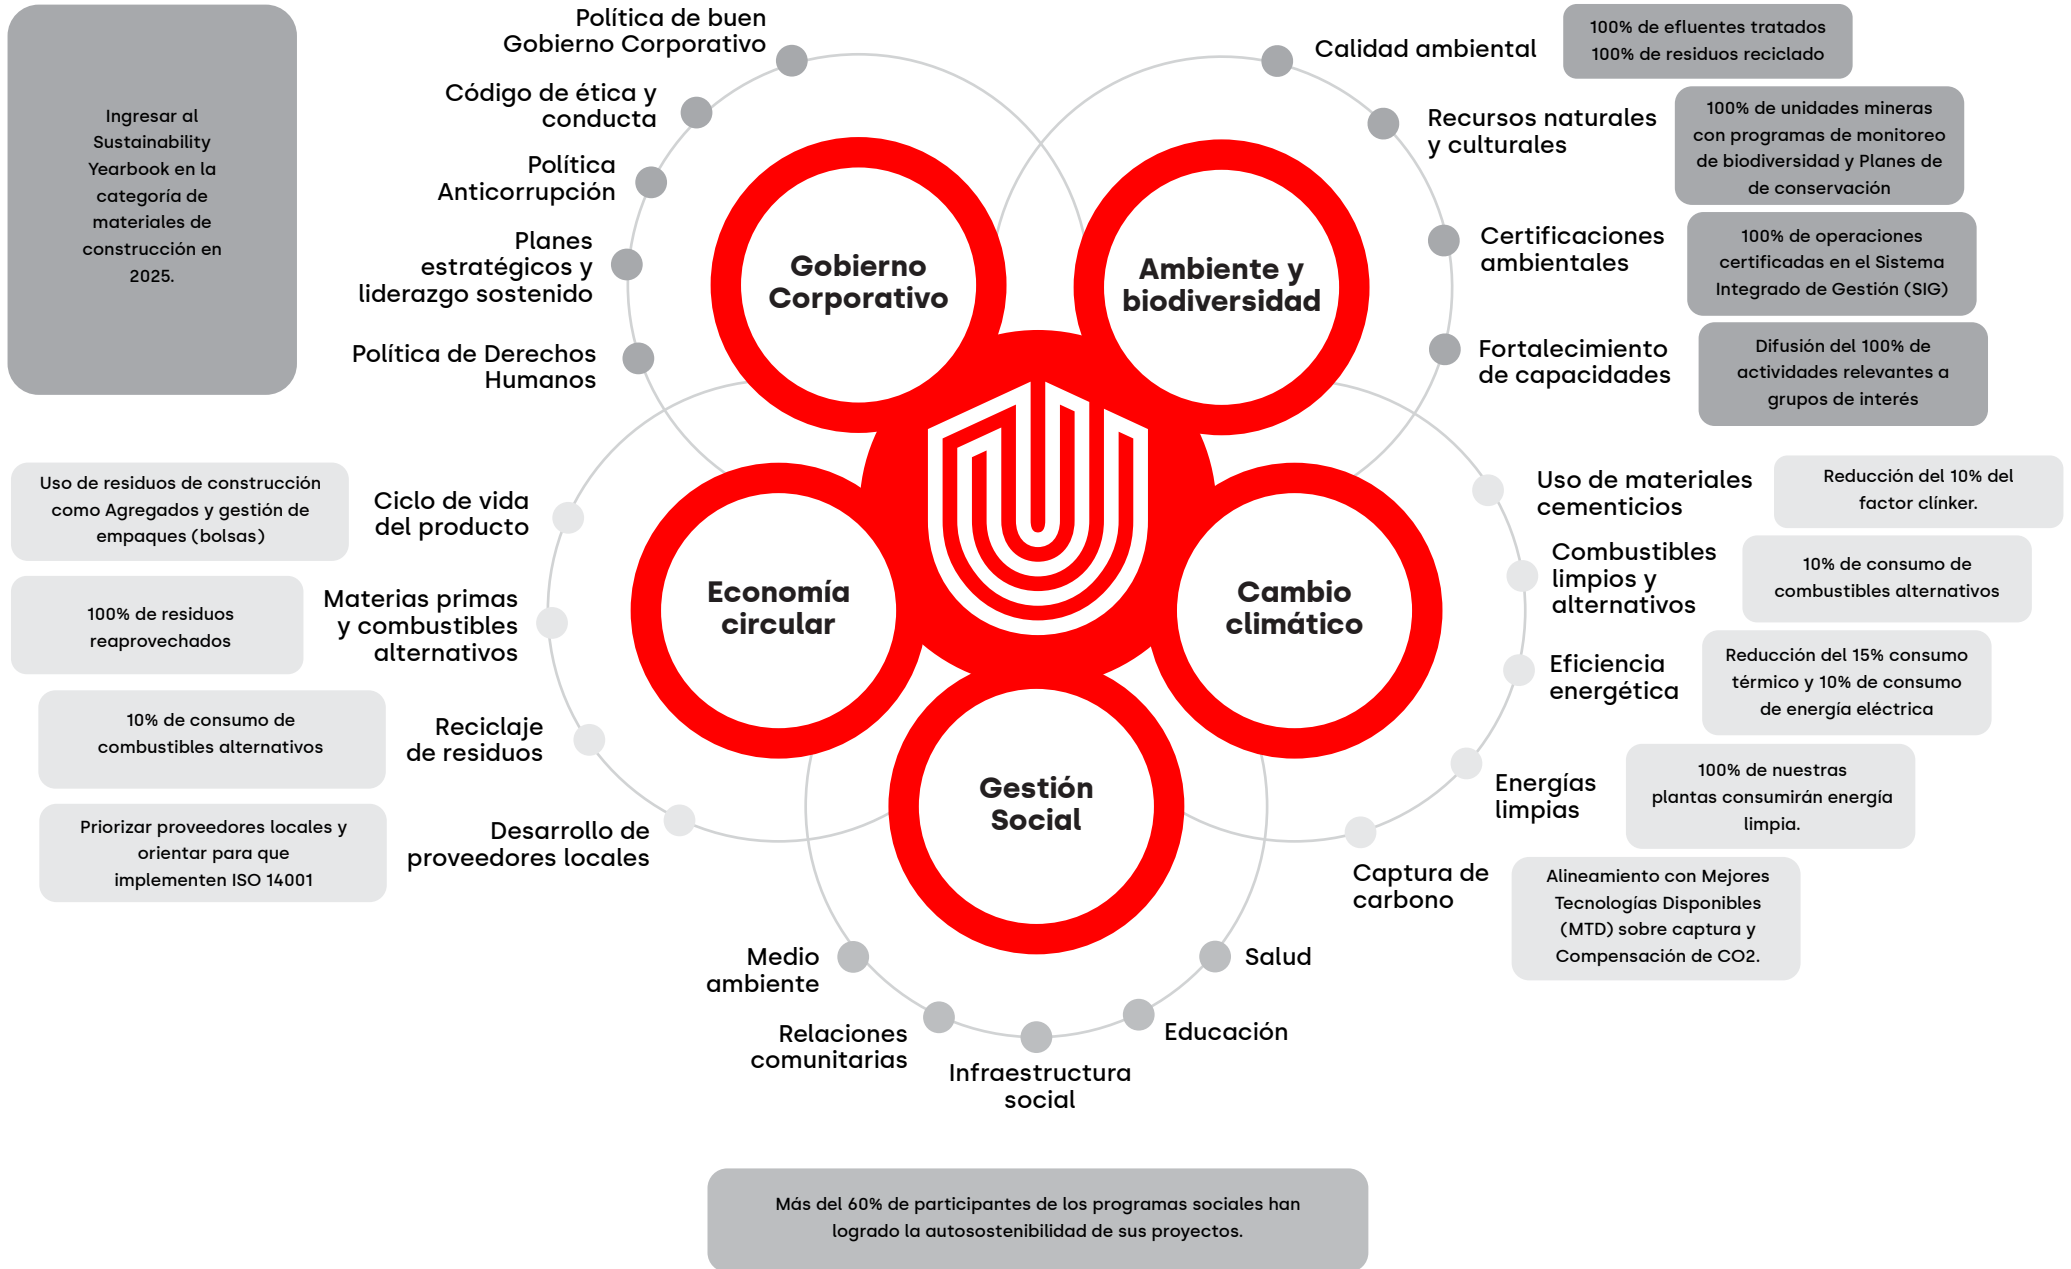 Ingresar al
Sustainability
Yearbook en la
categoría de
materiales de
construcción en
2025.
Política de buen
Gobierno Corporativo
Código de ética y
conducta
Política
Anticorrupción
Planes
estratégicos y
liderazgo sostenido
Política de Derechos
Humanos
Gobierno
Corporativo
Ambiente y
biodiversidad
Calidad ambiental
100% de efluentes tratados
100% de residuos reciclado
Recursos naturales
y culturales
100% de unidades mineras
con programas de monitoreo
de biodiversidad y Planes de
de conservación
Certificaciones
ambientales
100% de operaciones
certificadas en el Sistema
Integrado de Gestión (SIG)
Fortalecimiento
de capacidades
Difusión del 100% de
actividades relevantes a
grupos de interés
Uso de residuos de construcción
como Agregados y gestión de
empaques (bolsas)
Ciclo de vida
del producto
100% de residuos
reaprovechados
Materias primas
y combustibles
alternativos
10% de consumo de
combustibles alternativos
Reciclaje
de residuos
Priorizar proveedores locales y
orientar para que
implementen ISO 14001
Desarrollo de
proveedores locales
Economía
circular
Cambio
climático
Uso de materiales
cementicios
Reducción del 10% del
factor clínker.
Combustibles
limpios y
alternativos
10% de consumo de
combustibles alternativos
Eficiencia
energética
Reducción del 15% consumo
térmico y 10% de consumo
de energía eléctrica
Energías
limpias
100% de nuestras
plantas consumirán energía
limpia.
Captura de
carbono
Alineamiento con Mejores
Tecnologías Disponibles
(MTD) sobre captura y
Compensación de CO2.
Gestión
Social
Medio
ambiente
Relaciones
comunitarias
Infraestructura
social
Educación
Salud
Más del 60% de participantes de los programas sociales han
logrado la autosostenibilidad de sus proyectos.